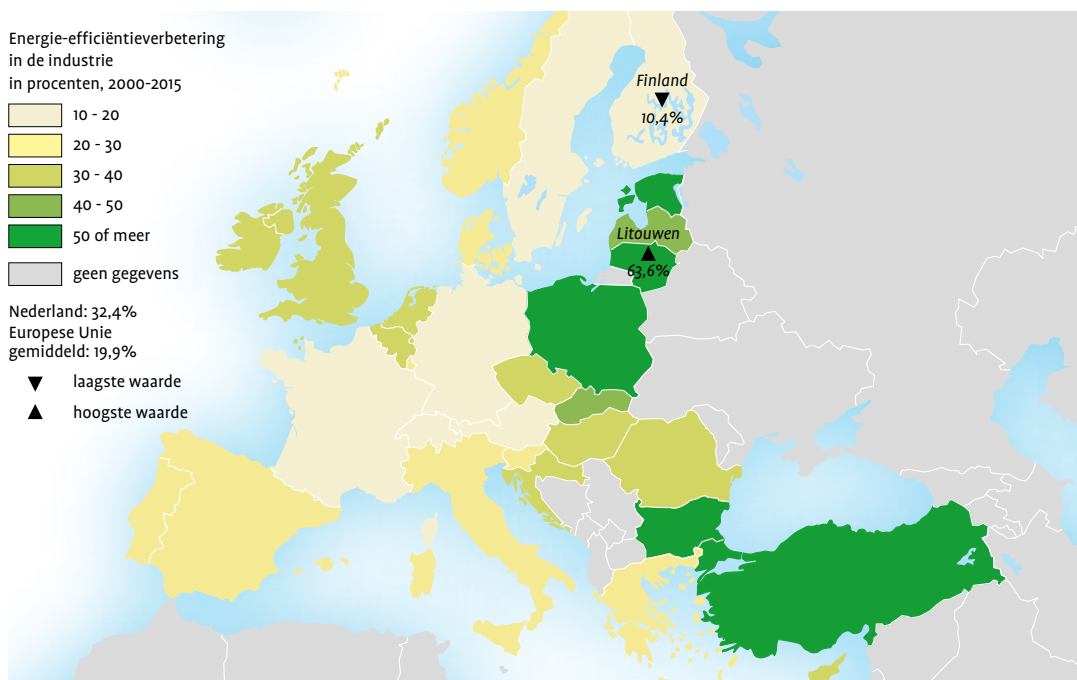 Energie-efficiëntieverbetering
in de industrie
in procenten, 2000-2015
10 - 20
20 - 30
30 - 40
40 - 50
50 of meer
geen gegevens
Nederland: 32,4%
Europese Unie
gemiddeld: 19,9%
laagste waarde
hoogste waarde
Finland
10,4%
Litouwen
63,6%